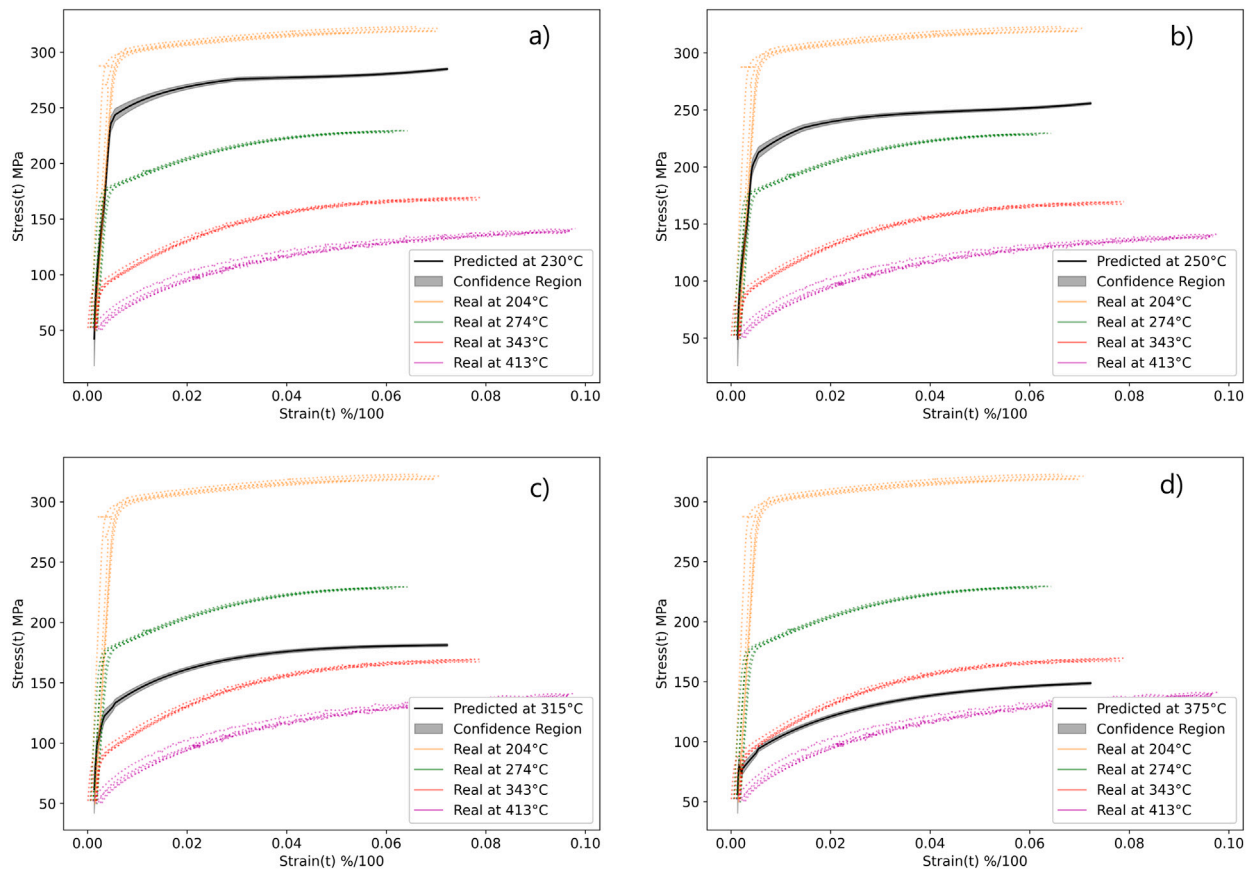 a)
Stress(t) MPa
300
250
200
150
100
50
0.00 0.02 0.04 0.06 0.08 0.10
Strain(t) %/100
Predicted at 230°C
Confidence Region
Real at 204°C
Real at 274°C
Real at 343°C
Real at 413°C
b)
Stress(t) MPa
300
250
200
150
100
50
0.00 0.02 0.04 0.06 0.08 0.10
Strain(t) %/100
Predicted at 250°C
Confidence Region
Real at 204°C
Real at 274°C
Real at 343°C
Real at 413°C
c)
Stress(t) MPa
300
250
200
150
100
50
0.00 0.02 0.04 0.06 0.08 0.10
Strain(t) %/100
Predicted at 315°C
Confidence Region
Real at 204°C
Real at 274°C
Real at 343°C
Real at 413°C
d)
Stress(t) MPa
300
250
200
150
100
50
0.00 0.02 0.04 0.06 0.08 0.10
Strain(t) %/100
Predicted at 375°C
Confidence Region
Real at 204°C
Real at 274°C
Real at 343°C
Real at 413°C